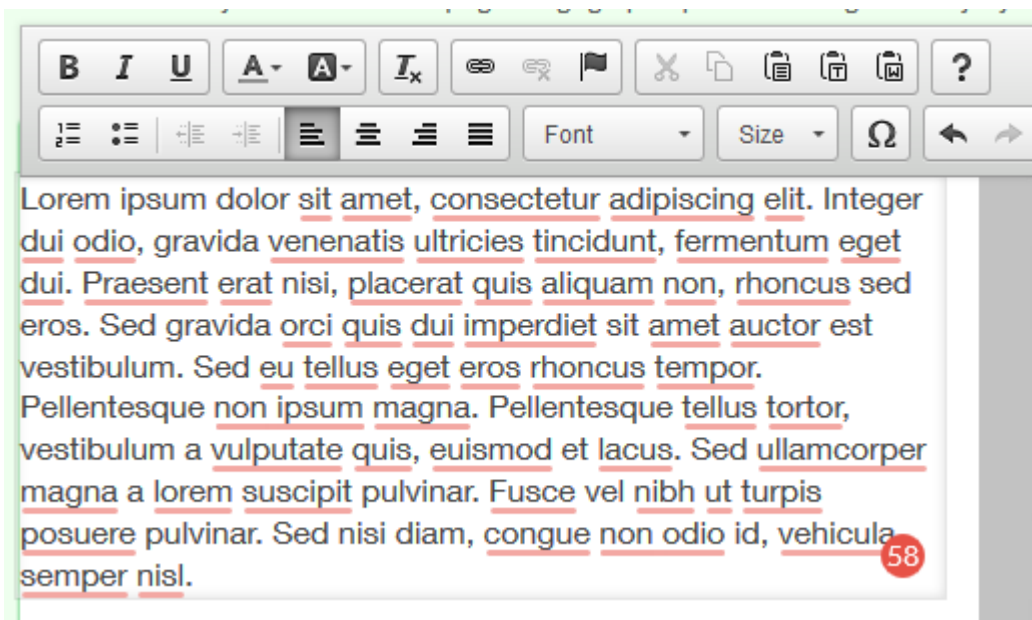 B I U A A Ix ?
Font Size Ω
Lorem ipsum dolor sit amet, consectetur adipiscing elit. Integer
dui odio, gravida venenatis ultricies tincidunt, fermentum eget
dui. Praesent erat nisi, placerat quis aliquam non, rhoncus sed
eros. Sed gravida orci quis dui imperdiet sit amet auctor est
vestibulum. Sed eu tellus eget eros rhoncus tempor.
Pellentesque non ipsum magna. Pellentesque tellus tortor,
vestibulum a vulputate quis, euismod et lacus. Sed ullamcorper
magna a lorem suscipit pulvinar. Fusce vel nibh ut turpis
posuere pulvinar. Sed nisi diam, congue non odio id, vehicula
58
semper nisl.